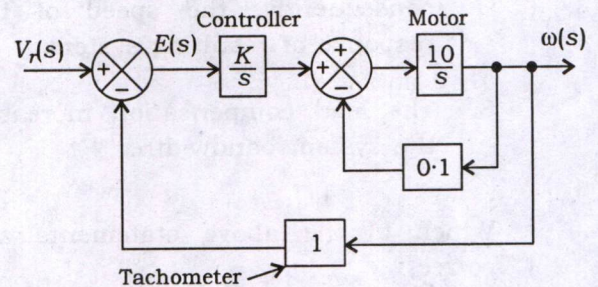 Controller
Motor
V_r(s)
+
−
E(s)
K
s
+
+
−
10
s
ω(s)
0·1
1
Tachometer